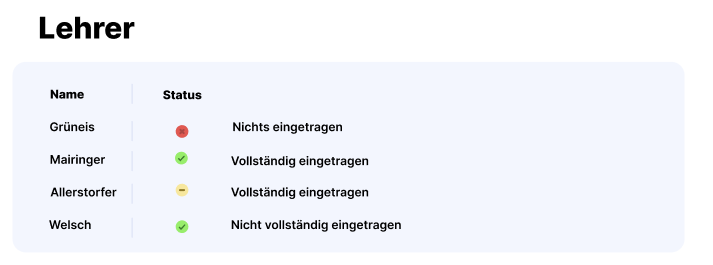 Lehrer
Name Status
Grüneis Nichts eingetragen
Mairinger Vollständig eingetragen
Allerstorfer Vollständig eingetragen
Welsch Nicht vollständig eingetragen